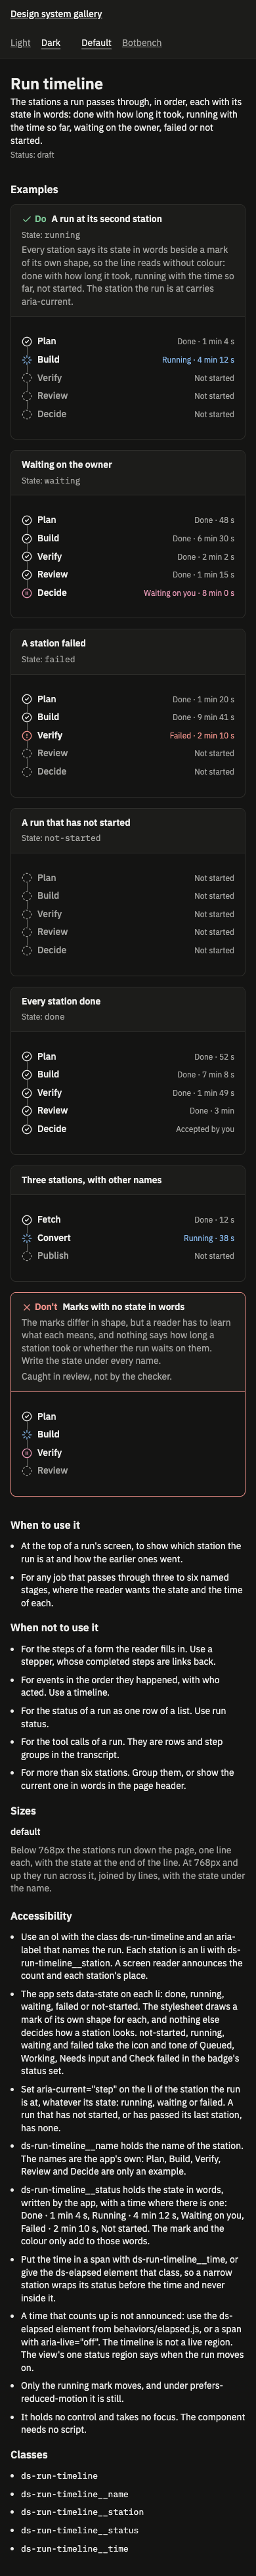 Design system gallery
Light Dark Default Botbench
Run timeline
The stations a run passes through, in order, each with its
state in words: done with how long it took, running with
the time so far, waiting on the owner, failed or not
started.
Status: draft
Examples
Do A run at its second station
State: running
Every station says its state in words beside a mark
of its own shape, so the line reads without colour:
done with how it took, running with the time so
far, not started. The station the run is at carries
aria-current.
Plan Done · 1 min 4 s
Build Running · 4 min 12 s
Verify Not started
Review Not started
Decide Not started
Waiting on the owner
State: waiting
Plan Done · 48 s
Build Done · 6 min 30 s
Verify Done · 2 min 2 s
Review Done · 1 min 15 s
Decide Waiting on you · 8 min 0 s
A station failed
State: failed
Plan Done · 1 min 20 s
Build Done · 9 min 41 s
Verify Failed · 2 min 10 s
Review Not started
Decide Not started
A run that has not started
State: not-started
Plan Not started
Build Not started
Verify Not started
Review Not started
Decide Not started
Every station done
State: done
Plan Done · 52 s
Build Done · 7 min 8 s
Verify Done · 1 min 49 s
Review Done · 3 min
Decide Accepted by you
Three stations, with other names
Fetch Done · 12 s
Convert Running · 38 s
Publish Not started
Don't Marks with no state in words
The marks differ in shape, but a reader has to learn
what each means, and nothing says how long a
station took or whether the run waits on them.
Write the state under every name.
Caught in review, not by the checker.
Plan
Build
Verify
Review
When to use it
• At the top of a run's screen, to show which station the
run is at and how the earlier ones went.
• For any job that passes through three to six named
stages, where the reader wants the state and the time
of each.
When not to use it
• For the steps of a form the reader fills in. Use a
stepper, whose completed steps are links back.
• For events in the order they happened, with who
acted. Use a timeline.
• For the status of a run as one row of a list. Use run
status.
• For the tool calls of a run. They are rows and step
groups in the transcript.
• For more than six stations. Group them, or show the
current one in words in the page header.
Sizes
default
Below 768px the stations run down the page, one line
each, with the state at the end of the line. At 768px and
up they run across it, joined by lines, with the state under
the name.
Accessibility
• Use an ol with the class ds-run-timeline and an aria-
label that names the run. Each station is an li with ds-
run-timeline__station. A screen reader announces the
count and each station's place.
• The app sets data-state on each li: done, running,
waiting, failed or not-started. The stylesheet draws a
mark of its own shape for each, and nothing else
decides how a station looks. not-started, running,
waiting and failed take the icon and tone of Queued,
Working, Needs input and Check failed in the badge's
status set.
• Set aria-current="step" on the li of the station the run
is at, whatever its state: running, waiting or failed. A
run that has not started, or has passed its last station,
has none.
• ds-run-timeline__name holds the name of the station.
The names are the app's own: Plan, Build, Verify,
Review and Decide are only an example.
• ds-run-timeline__status holds the state in words,
written by the app, with a time where there is one:
Done · 1 min 4 s, Running · 4 min 12 s, Waiting on you,
Failed · 2 min 10 s, Not started. The mark and the
colour only add to those words.
• Put the time in a span with ds-run-timeline__time, or
give the ds-elapsed element that class, so a narrow
station wraps its status before the time and never
inside it.
• A time that counts up is not announced: use the ds-
elapsed element from behaviors/elapsed.js, or a span
with aria-live="off". The timeline is not a live region.
The view's one status region says when the run moves
on.
• Only the running mark moves, and under prefers-
reduced-motion it is still.
• It holds no control and takes no focus. The component
needs no script.
Classes
• ds-run-timeline
• ds-run-timeline__name
• ds-run-timeline__station
• ds-run-timeline__status
• ds-run-timeline__time